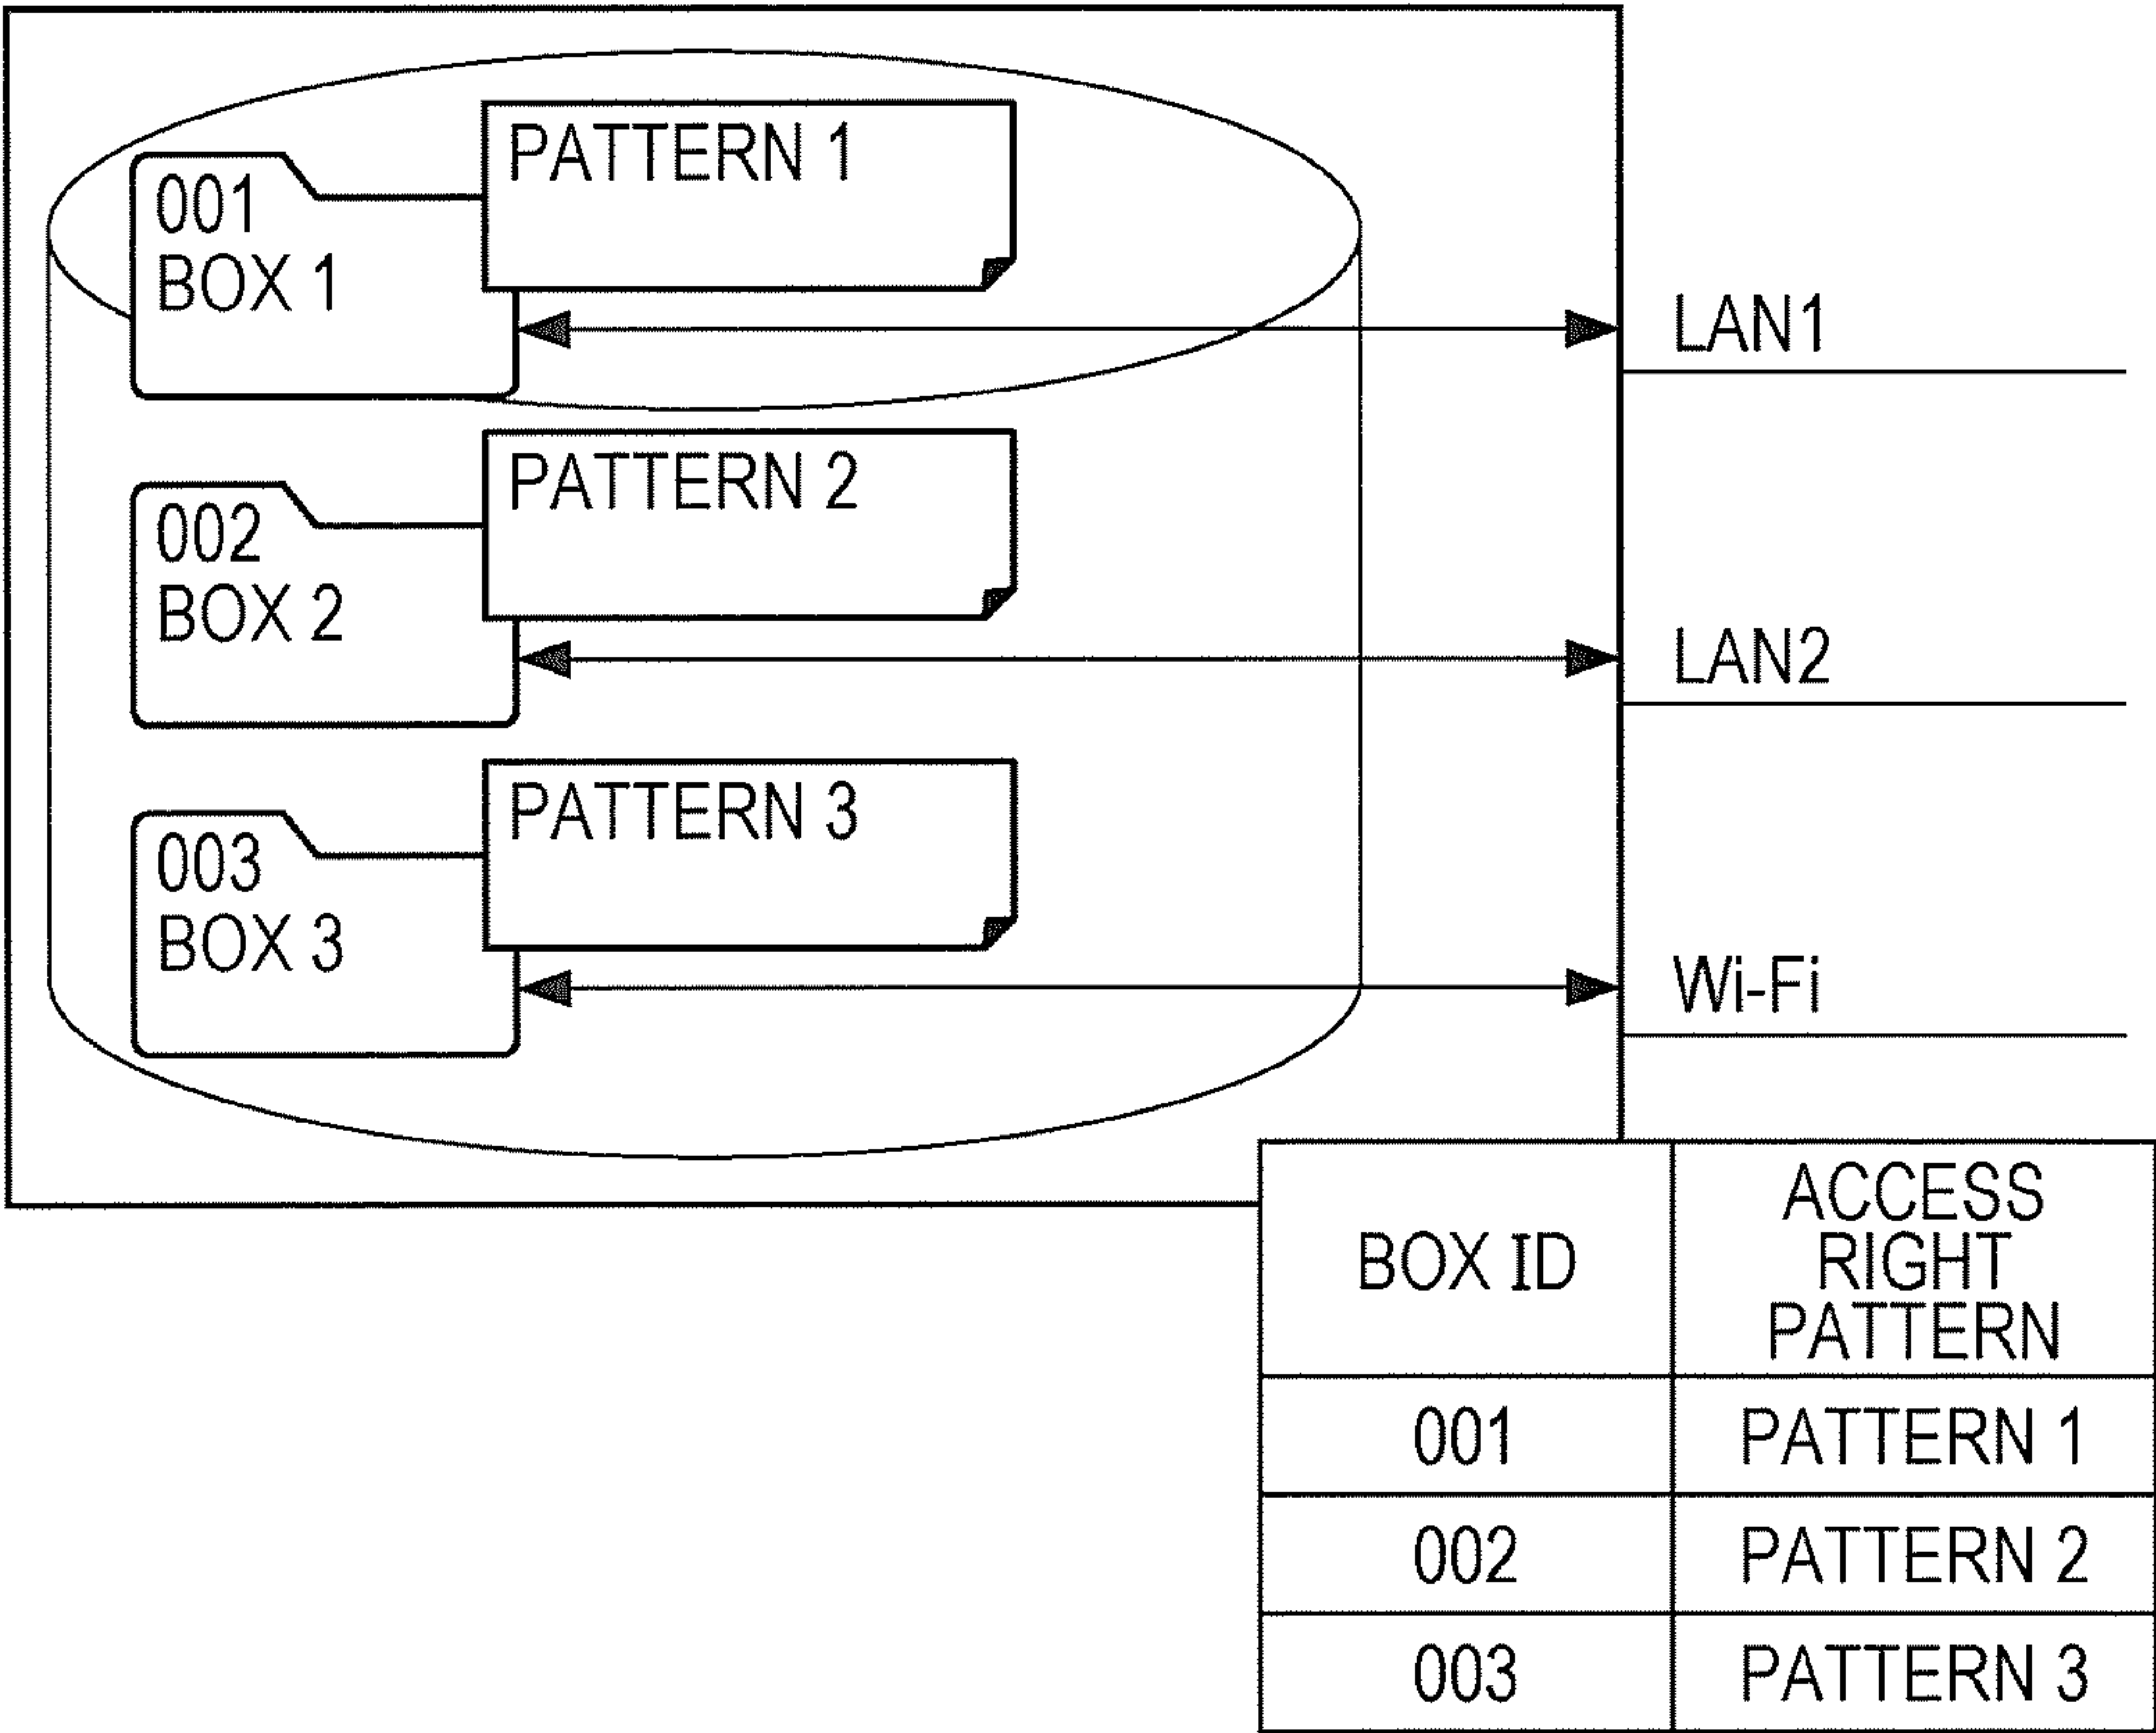 PATTERN 1
001
BOX 1
LAN1
PATTERN 2
002
BOX 2
LAN2
PATTERN 3
003
BOX 3
Wi-Fi
BOX ID
ACCESS
RIGHT
PATTERN
001
PATTERN 1
002
PATTERN 2
003
PATTERN 3